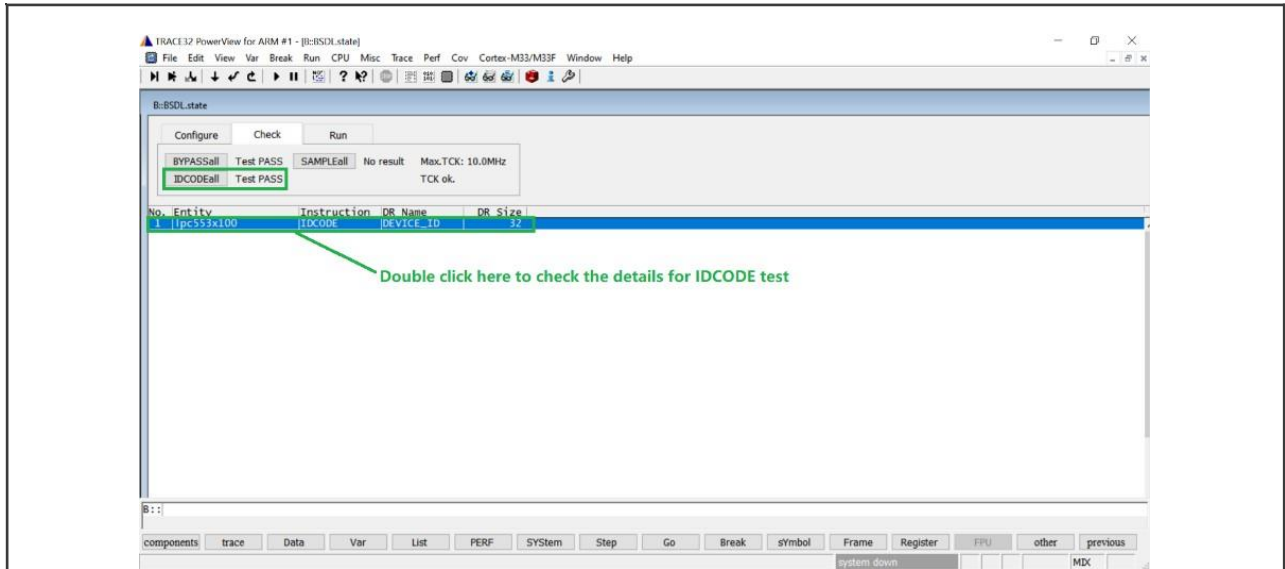 TRACE32 PowerView for ARM #1 - [B::BSDL.state]
File Edit View Var Break Run CPU Misc Trace Perf Cov Cortex-M33/M33F Window Help
B::BSDL.state
Configure Check Run
BYPASSall Test PASS SAMPLEall No result Max.TCK: 10.0MHz
IDCODEall Test PASS TCK ok.
No. Entity Instruction DR Name DR Size
1 lpc553x100 IDCODE DEVICE_ID 32
Double click here to check the details for IDCODE test
B::
components trace Data Var List PERF SYStem Step Go Break sYmbol Frame Register FPU other previous
system down MIX